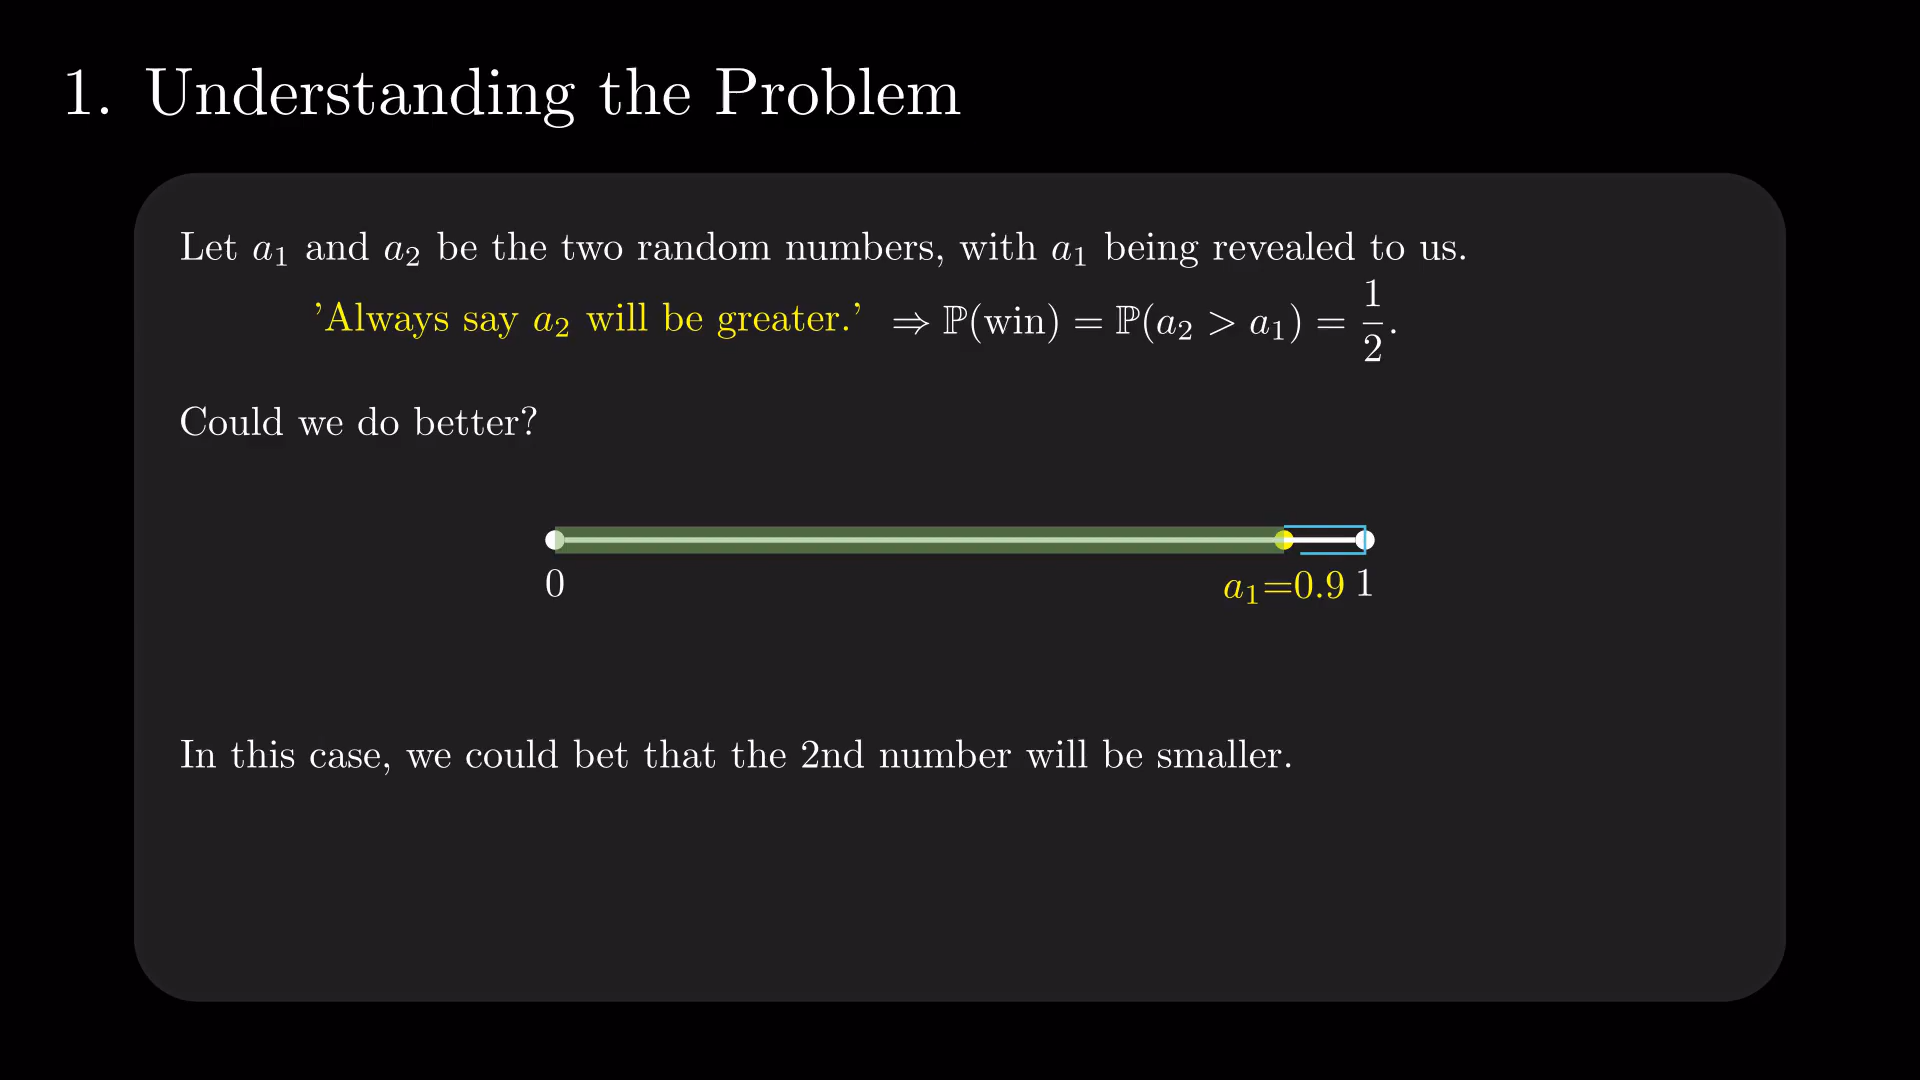 1. Understanding the Problem
Let a₁ and a₂ be the two random numbers, with a₁ being revealed to us.
'Always say a₂ will be greater.' ⇒ ℙ(win) = ℙ(a₂ > a₁) = 1/2.
Could we do better?
0 a₁=0.9 1
In this case, we could bet that the 2nd number will be smaller.